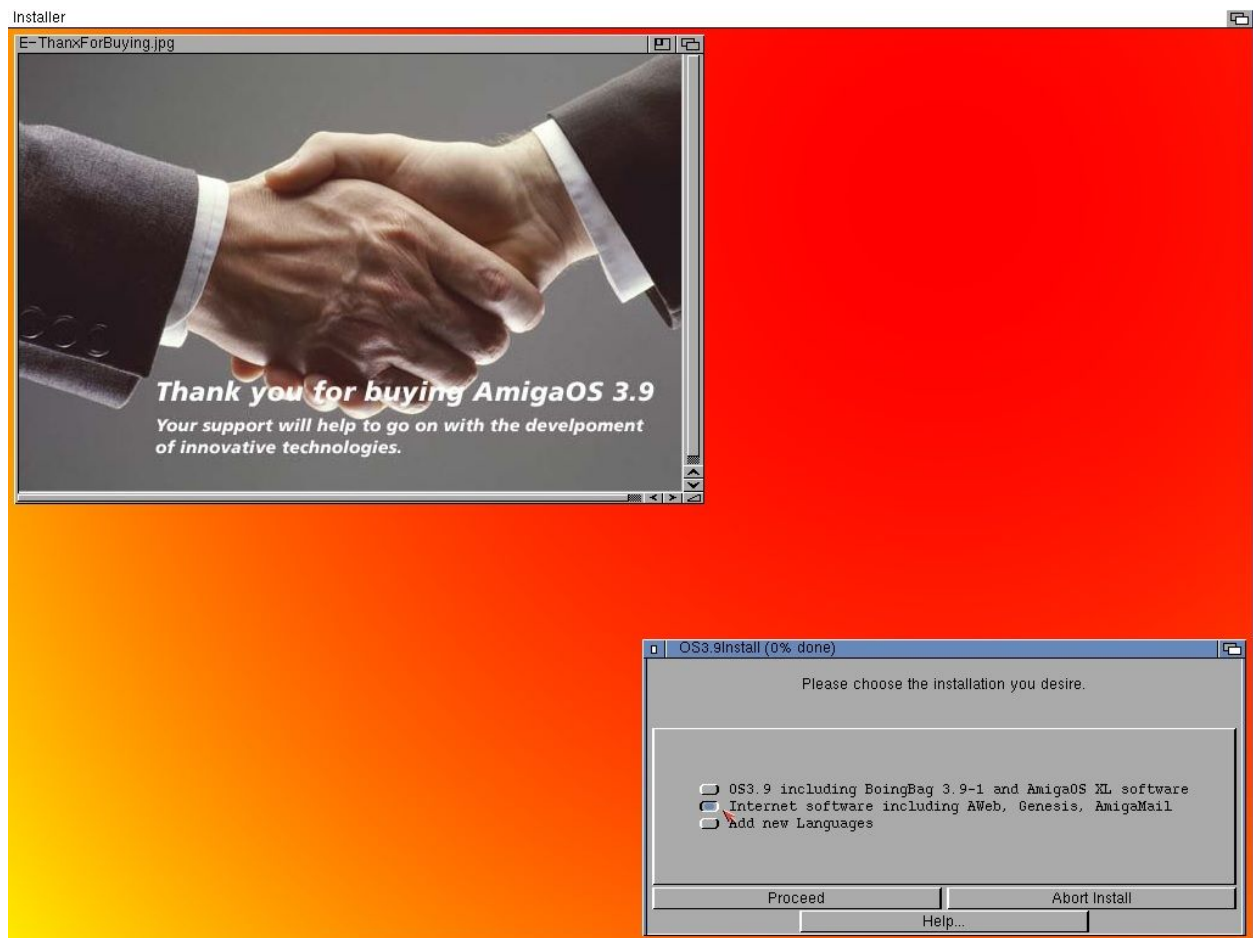 Installer
E-ThanxForBuying.jpg
Thank you for buying AmigaOS 3.9
Your support will help to go on with the develpoment
of innovative technologies.
OS3.9Install (0% done)
Please choose the installation you desire.
OS3.9 including BoingBag 3.9-1 and AmigaOS XL software
Internet software including AWeb, Genesis, AmigaMail
Add new Languages
Proceed
Abort Install
Help...